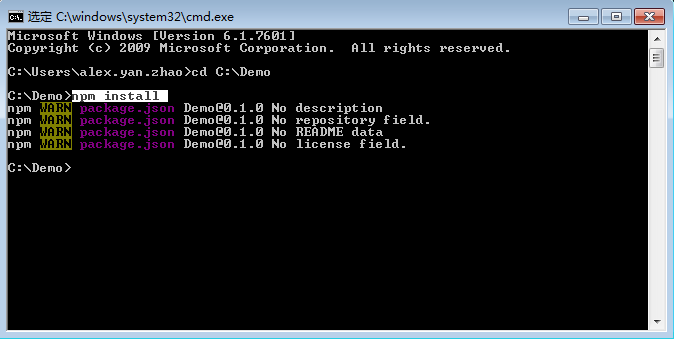 选定 C:\windows\system32\cmd.exe
Microsoft Windows [Version 6.1.7601]
Copyright (c) 2009 Microsoft Corporation.  All rights reserved.
C:\Users\alex.yan.zhao>cd C:\Demo
C:\Demo>npm install
npm WARN package.json Demo@0.1.0 No description
npm WARN package.json Demo@0.1.0 No repository field.
npm WARN package.json Demo@0.1.0 No README data
npm WARN package.json Demo@0.1.0 No license field.
C:\Demo>